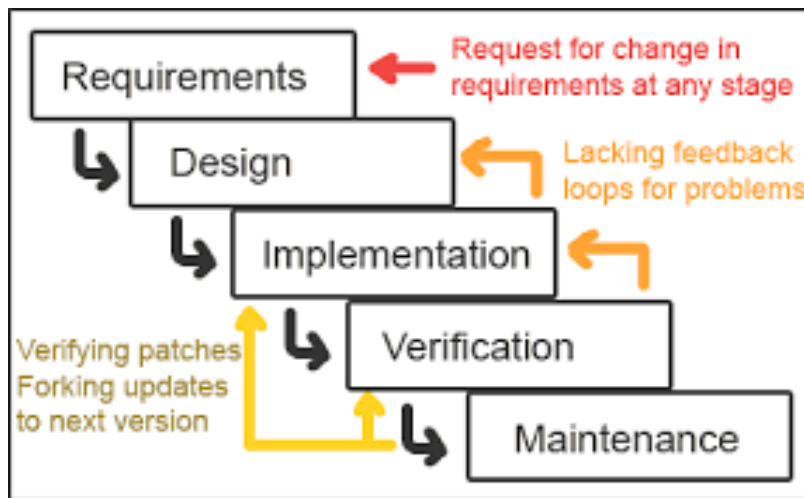 Requirements
Request for change in
requirements at any stage
Design
Lacking feedback
loops for problems
Implementation
Verifying patches
Forking updates
to next version
Verification
Maintenance